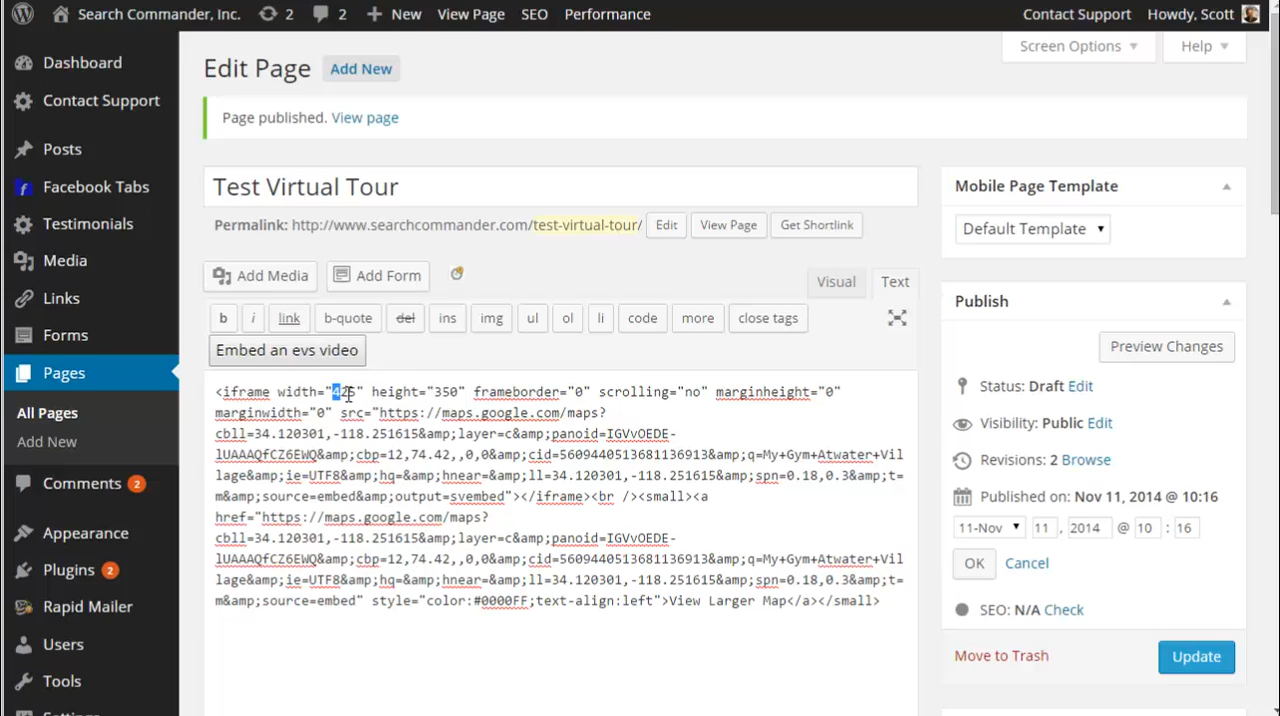 Search Commander, Inc. 2 2 New View Page SEO Performance Contact Support Howdy, Scott
Screen Options Help
Dashboard
Contact Support
Posts
Facebook Tabs
Testimonials
Media
Links
Forms
Pages
All Pages
Add New
Comments 2
Appearance
Plugins 2
Rapid Mailer
Users
Tools
Settings
Edit Page Add New
Page published. View page
Test Virtual Tour
Permalink: http://www.searchcommander.com/test-virtual-tour/ Edit View Page Get Shortlink
Add Media Add Form
Visual Text
b i link b-quote del ins img ul ol li code more close tags
Embed an evs video
<iframe width="425" height="350" frameborder="0" scrolling="no" marginheight="0"
marginwidth="0" src="https://maps.google.com/maps?
cbll=34.120301,-118.251615&amp;layer=c&amp;panoid=IGVvOEDE-
lUAAAQfCZ6EWQ&amp;cbp=12,74.42,,0,0&amp;cid=5609440513681136913&amp;q=My+Gym+Atwater+Vil
lage&amp;ie=UTF8&amp;hq=&amp;hnear=&amp;ll=34.120301,-118.251615&amp;spn=0.18,0.3&amp;t=
m&amp;source=embed&amp;output=svembed"></iframe><br /><small><a
href="https://maps.google.com/maps?
cbll=34.120301,-118.251615&amp;layer=c&amp;panoid=IGVvOEDE-
lUAAAQfCZ6EWQ&amp;cbp=12,74.42,,0,0&amp;cid=5609440513681136913&amp;q=My+Gym+Atwater+Vil
lage&amp;ie=UTF8&amp;hq=&amp;hnear=&amp;ll=34.120301,-118.251615&amp;spn=0.18,0.3&amp;t=
m&amp;source=embed" style="color:#0000FF;text-align:left">View Larger Map</a></small>
Mobile Page Template
Default Template
Publish
Preview Changes
Status: Draft Edit
Visibility: Public Edit
Revisions: 2 Browse
Published on: Nov 11, 2014 @ 10:16
11-Nov 11 , 2014 @ 10 : 16
OK Cancel
SEO: N/A Check
Move to Trash Update